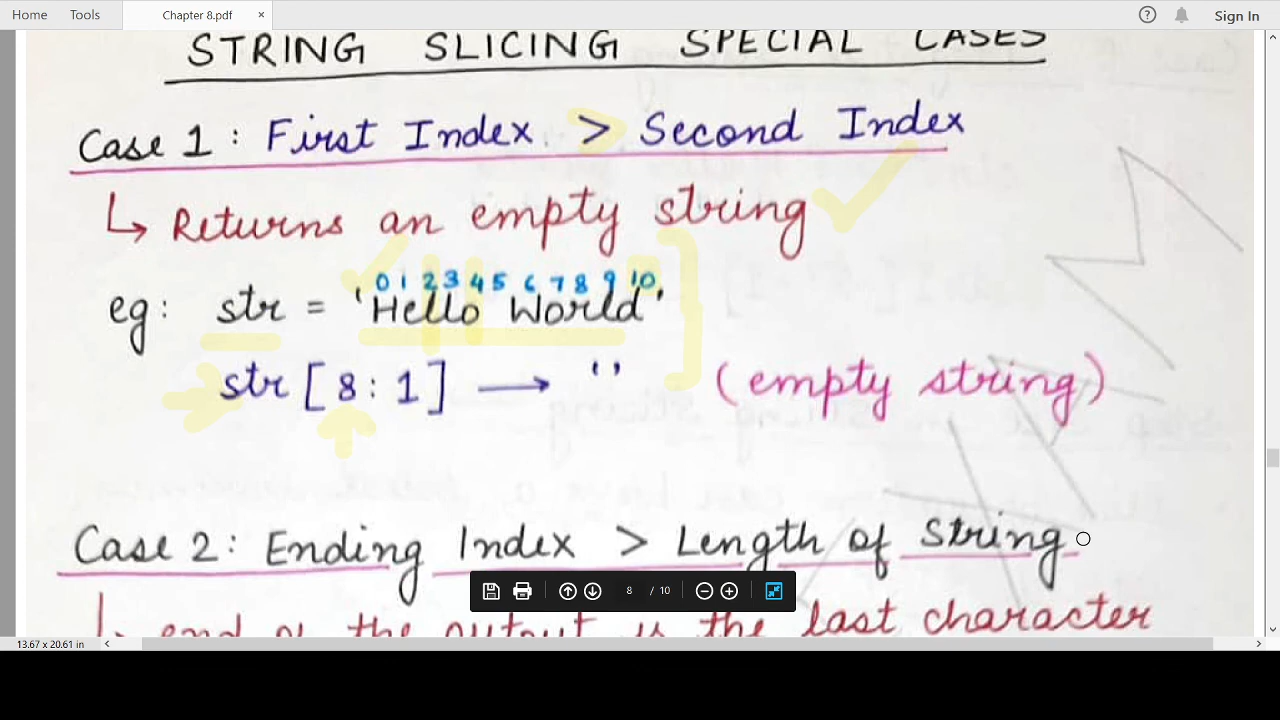 Home Tools Chapter 8.pdf × Sign In
STRING SLICING SPECIAL CASES
Case 1 : First Index > Second Index
↳ Returns an empty string
0 1 2 3 4 5 6 7 8 9 10
eg: str = 'Hello World'
str [ 8 : 1 ] → '' (empty string)
Case 2 : Ending Index > Length of String
↳ end of the output is the last character
8 / 10
13.67 x 20.61 in